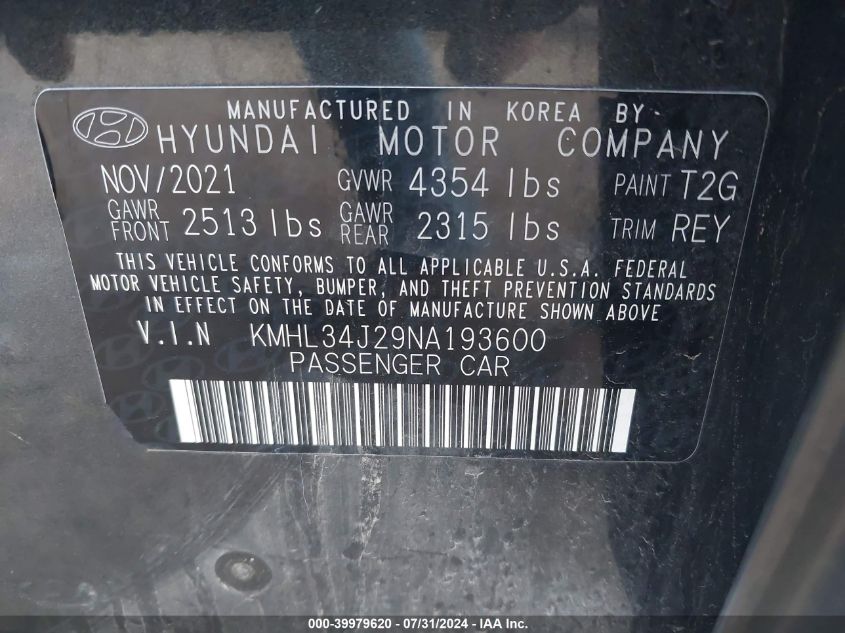 MANUFACTURED IN KOREA BY
HYUNDAI MOTOR COMPANY
NOV/2021 GVWR 4354 lbs PAINT T2G
GAWR FRONT 2513 lbs GAWR REAR 2315 lbs TRIM REY
THIS VEHICLE CONFORMS TO ALL APPLICABLE U.S.A. FEDERAL
MOTOR VEHICLE SAFETY, BUMPER, AND THEFT PREVENTION STANDARDS
IN EFFECT ON THE DATE OF MANUFACTURE SHOWN ABOVE
V.I.N KMHL34J29NA193600
PASSENGER CAR
000-39979620 - 07/31/2024 - IAA Inc.